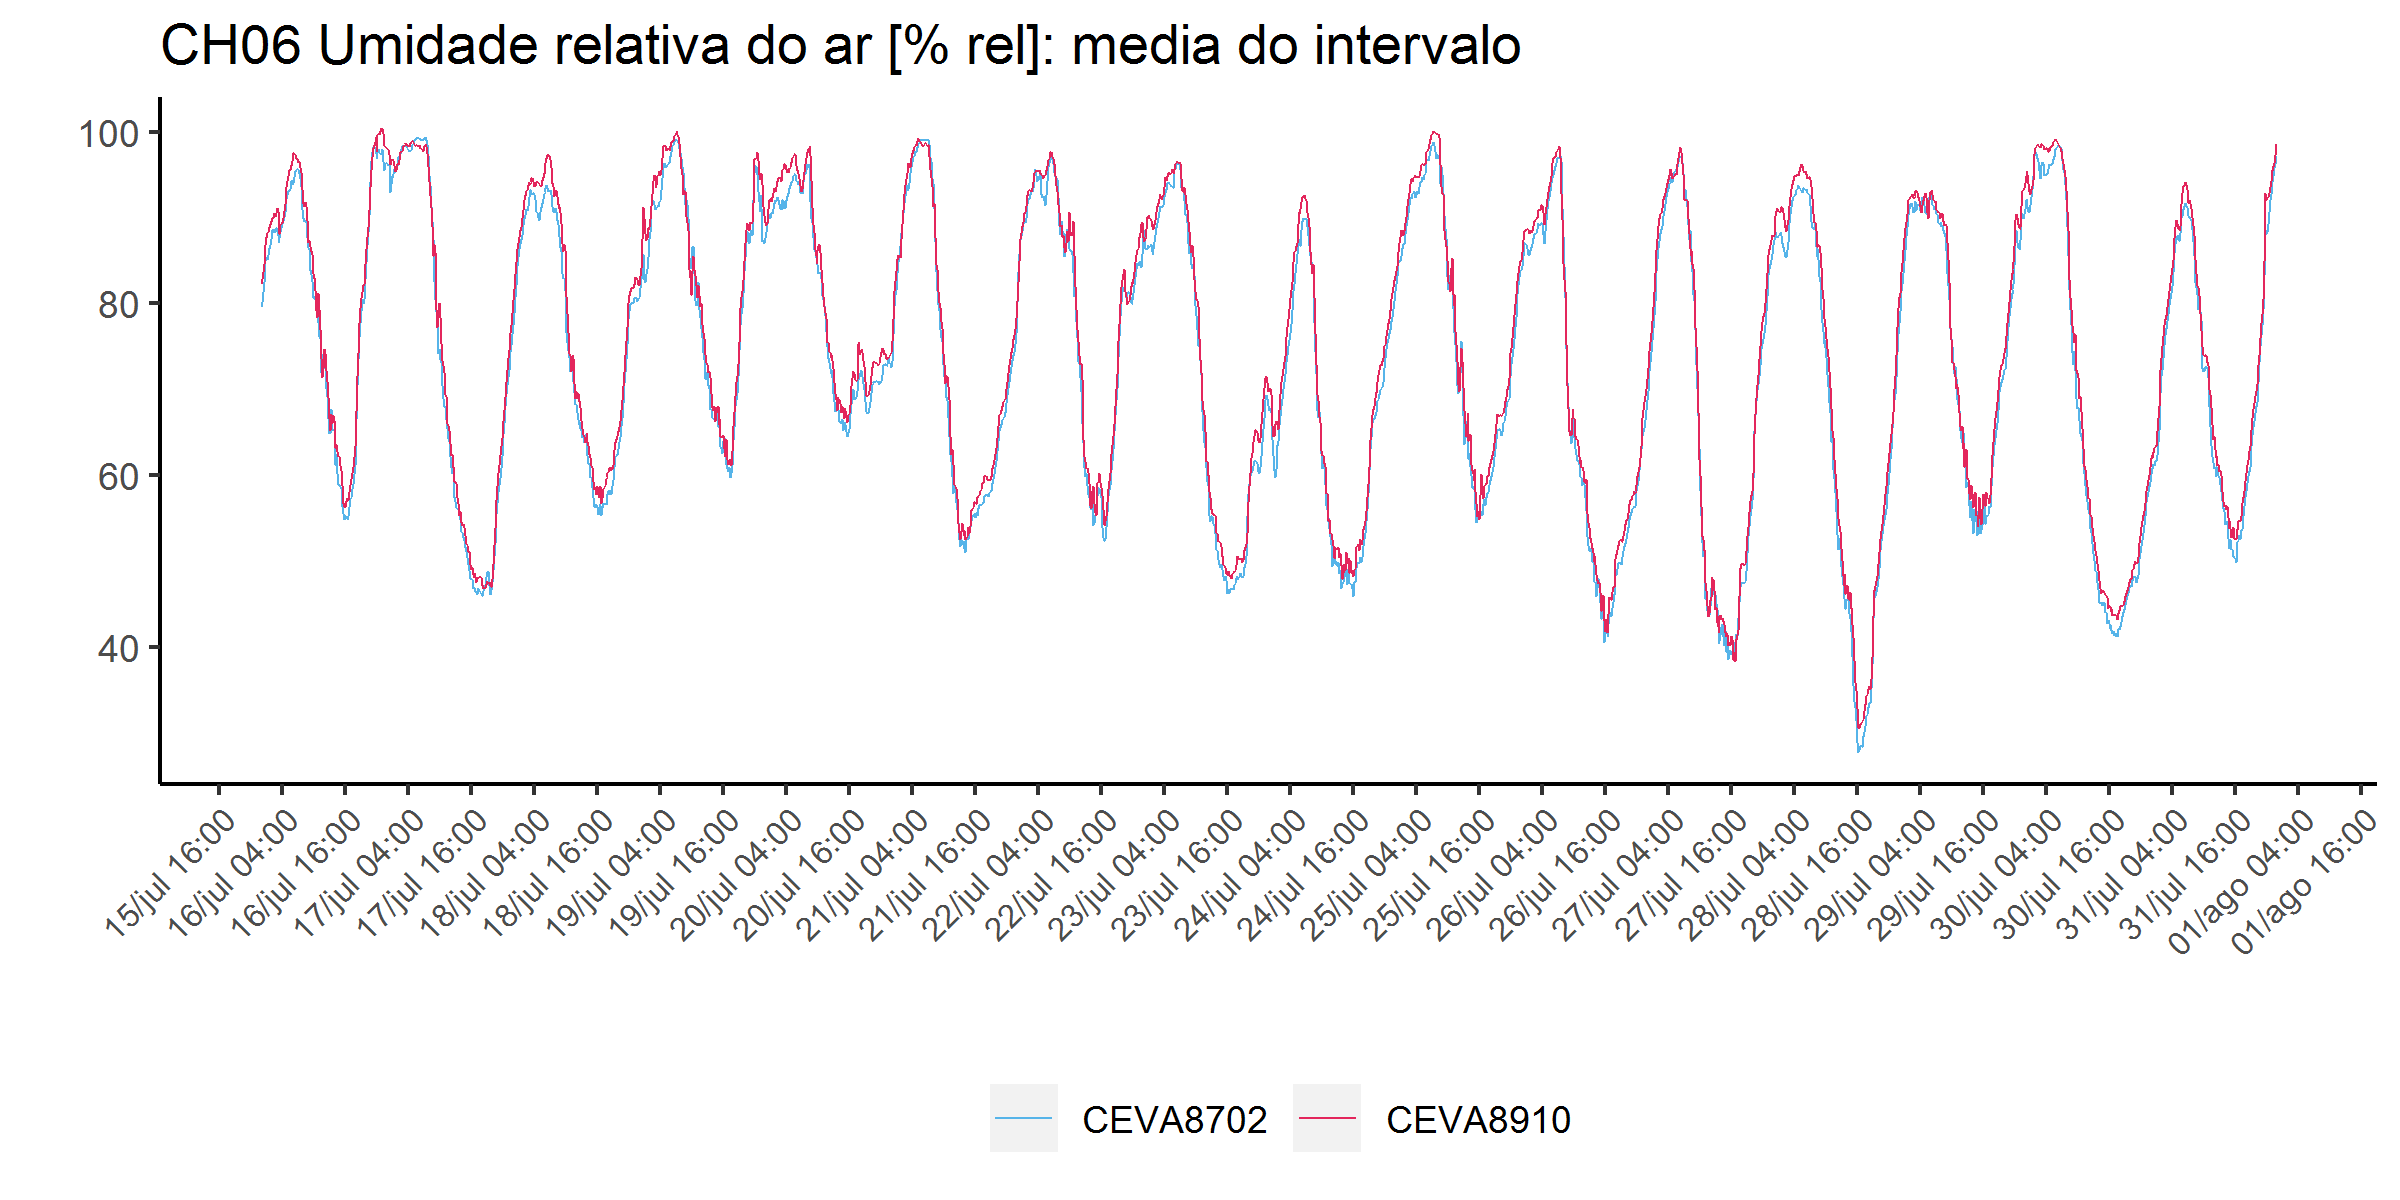 CH06 Umidade relativa do ar [% rel]: media do intervalo
100
80
60
40
15/jul 16:00
16/jul 04:00
16/jul 16:00
17/jul 04:00
17/jul 16:00
18/jul 04:00
18/jul 16:00
19/jul 04:00
19/jul 16:00
20/jul 04:00
20/jul 16:00
21/jul 04:00
21/jul 16:00
22/jul 04:00
22/jul 16:00
23/jul 04:00
23/jul 16:00
24/jul 04:00
24/jul 16:00
25/jul 04:00
25/jul 16:00
26/jul 04:00
26/jul 16:00
27/jul 04:00
27/jul 16:00
28/jul 04:00
28/jul 16:00
29/jul 04:00
29/jul 16:00
30/jul 04:00
30/jul 16:00
31/jul 04:00
31/jul 16:00
01/ago 04:00
01/ago 16:00
CEVA8702 CEVA8910